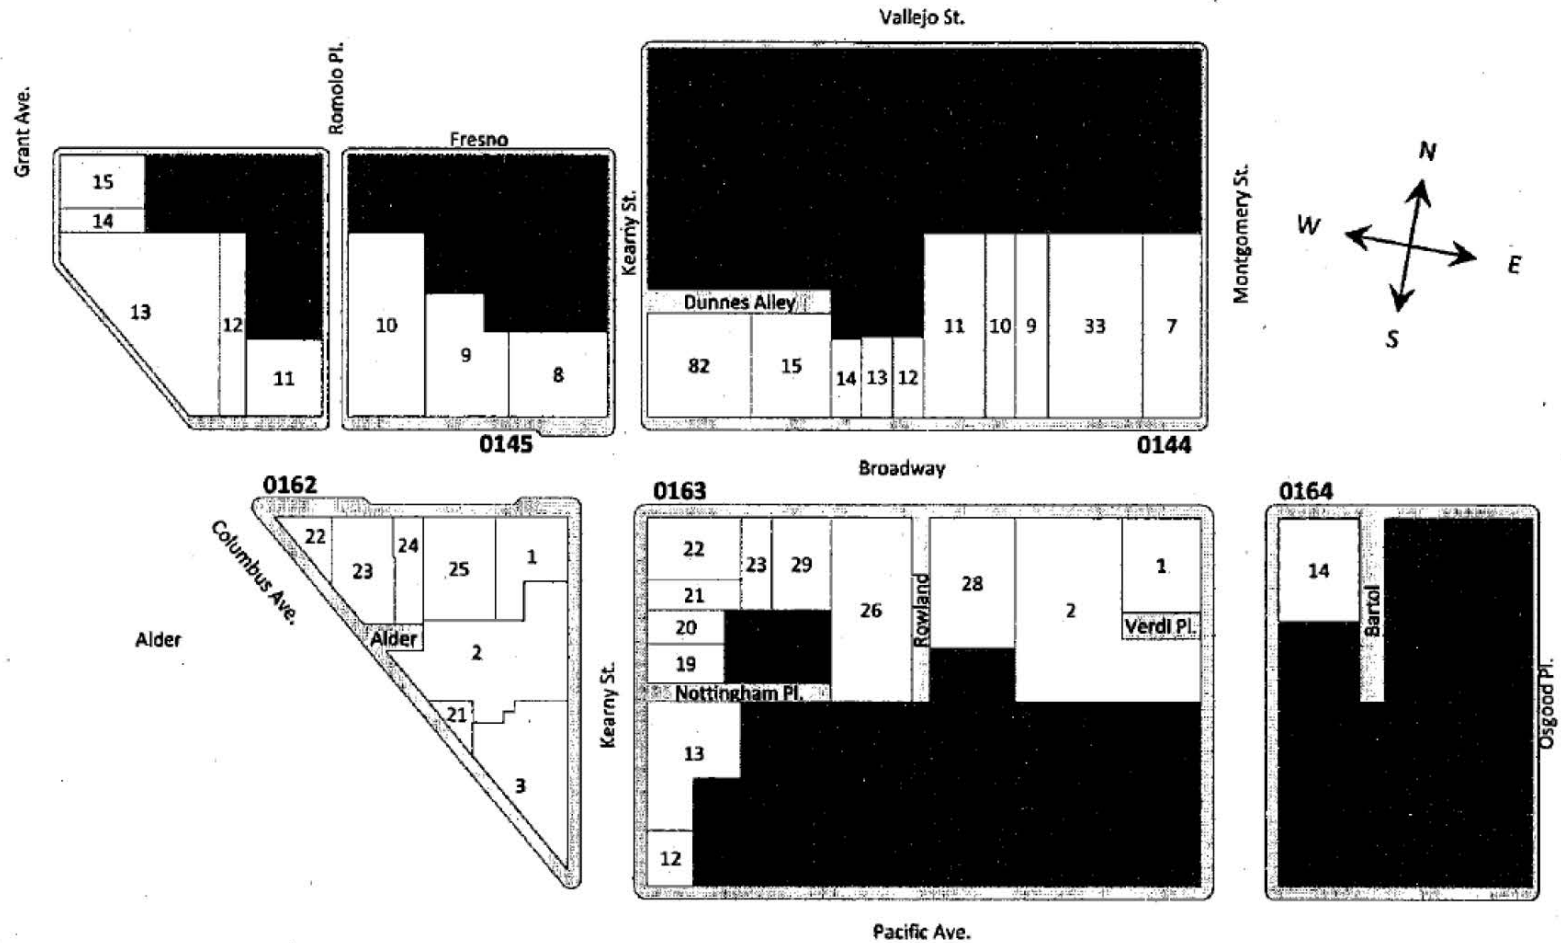 Vallejo St.
Grant Ave.
Romolo Pl.
Fresno
Kearny St.
Montgomery St.
N
W
E
S
15
14
13
12
11
10
9
8
Dunnes Alley
82
15
14
13
12
11
10
9
33
7
0145
0144
Broadway
0162
0163
0164
Columbus Ave.
22
23
24
25
1
Alder
Alder
2
21
3
Kearny St.
22
23
29
21
20
19
Nottingham Pl.
26
Rowland
28
2
1
Verdi Pl.
13
12
14
Bartol
Osgood Pl.
Pacific Ave.